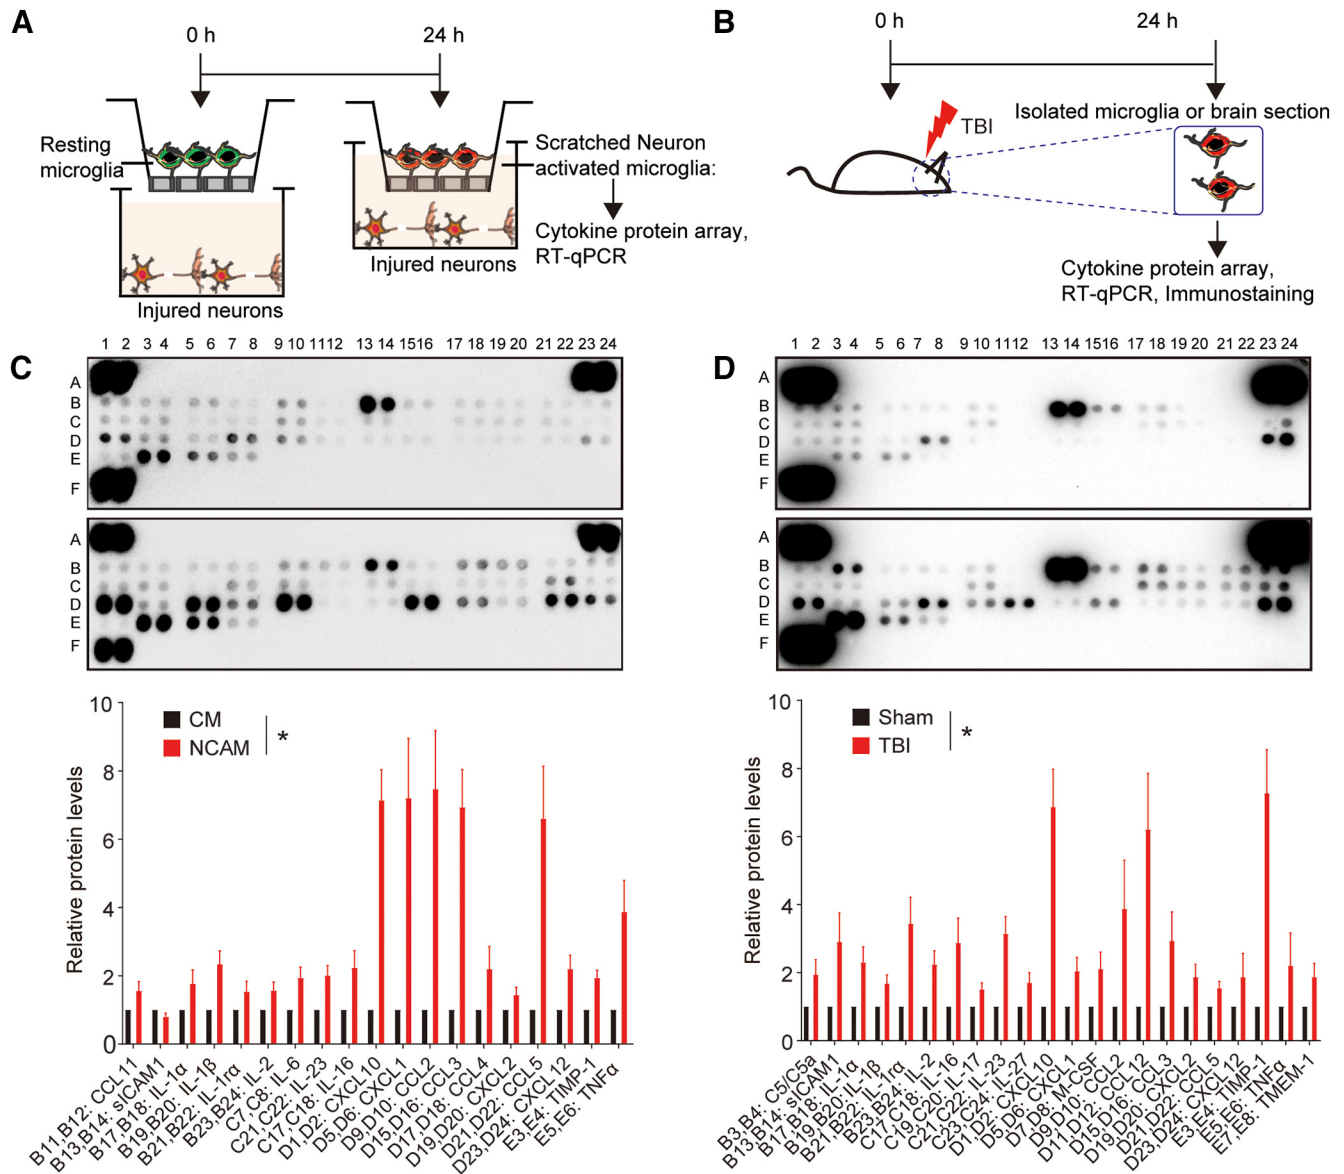 A
0 h
24 h
Resting
microglia
Injured neurons
Injured neurons
Scratched Neuron
activated microglia:
Cytokine protein array,
RT-qPCR
B
0 h
24 h
TBI
Isolated microglia or brain section
Cytokine protein array,
RT-qPCR, Immunostaining
C
1 2 3 4 5 6 7 8 9 10 11 12 13 14 15 16 17 18 19 20 21 22 23 24
A
B
C
D
E
F
A
B
C
D
E
F
10
8
6
4
2
0
Relative protein levels
CM
NCAM
*
B11,B12: CCL11
B13,B14: sICAM1
B17,B18: IL-1α
B19,B20: IL-1β
B21,B22: IL-1rα
B23,B24: IL-2
C7 C8: IL-6
C21,C22: IL-23
C17 C18: IL-16
D1, D2: CXCL10
D5, D6: CXCL1
D9, D10: CCL2
D15, D16: CCL3
D17, D18: CCL4
D19, D20: CXCL2
D21, D22: CCL5
D23, D24: CXCL12
E3, E4: TIMP-1
E5,E6: TNFα
D
1 2 3 4 5 6 7 8 9 10 11 12 13 14 15 16 17 18 19 20 21 22 23 24
A
B
C
D
E
F
A
B
C
D
E
F
10
8
6
4
2
0
Relative protein levels
Sham
TBI
*
B3,B4: C5/C5a
B13,B14: sICAM1
B17,B18: IL-1α
B19,B20: IL-1β
B21,B22: IL-1rα
B23,B24: IL-2
C17,C18: IL-16
C19,C20: IL-17
C21,C22: IL-23
C23,C24: IL-27
D1,D2: CXCL10
D5,D6: CXCL1
D7,D8: M-CSF
D9,D10: CCL2
D11,D12: CCL12
D15,D16: CCL3
D19,D20: CXCL2
D21,D22: CCL5
D23,D24: CXCL12
E3,E4: TIMP-1
E5,E6: TNFα
E7,E8: TMEM-1